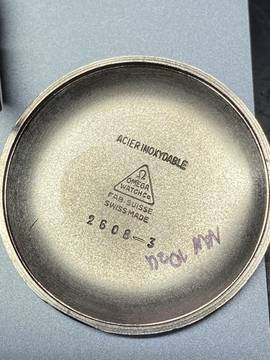 ACIER INOXYDABLE
Ω
OMEGA
WATCH Co
FAB. SUISSE
SWISS MADE
2608-3